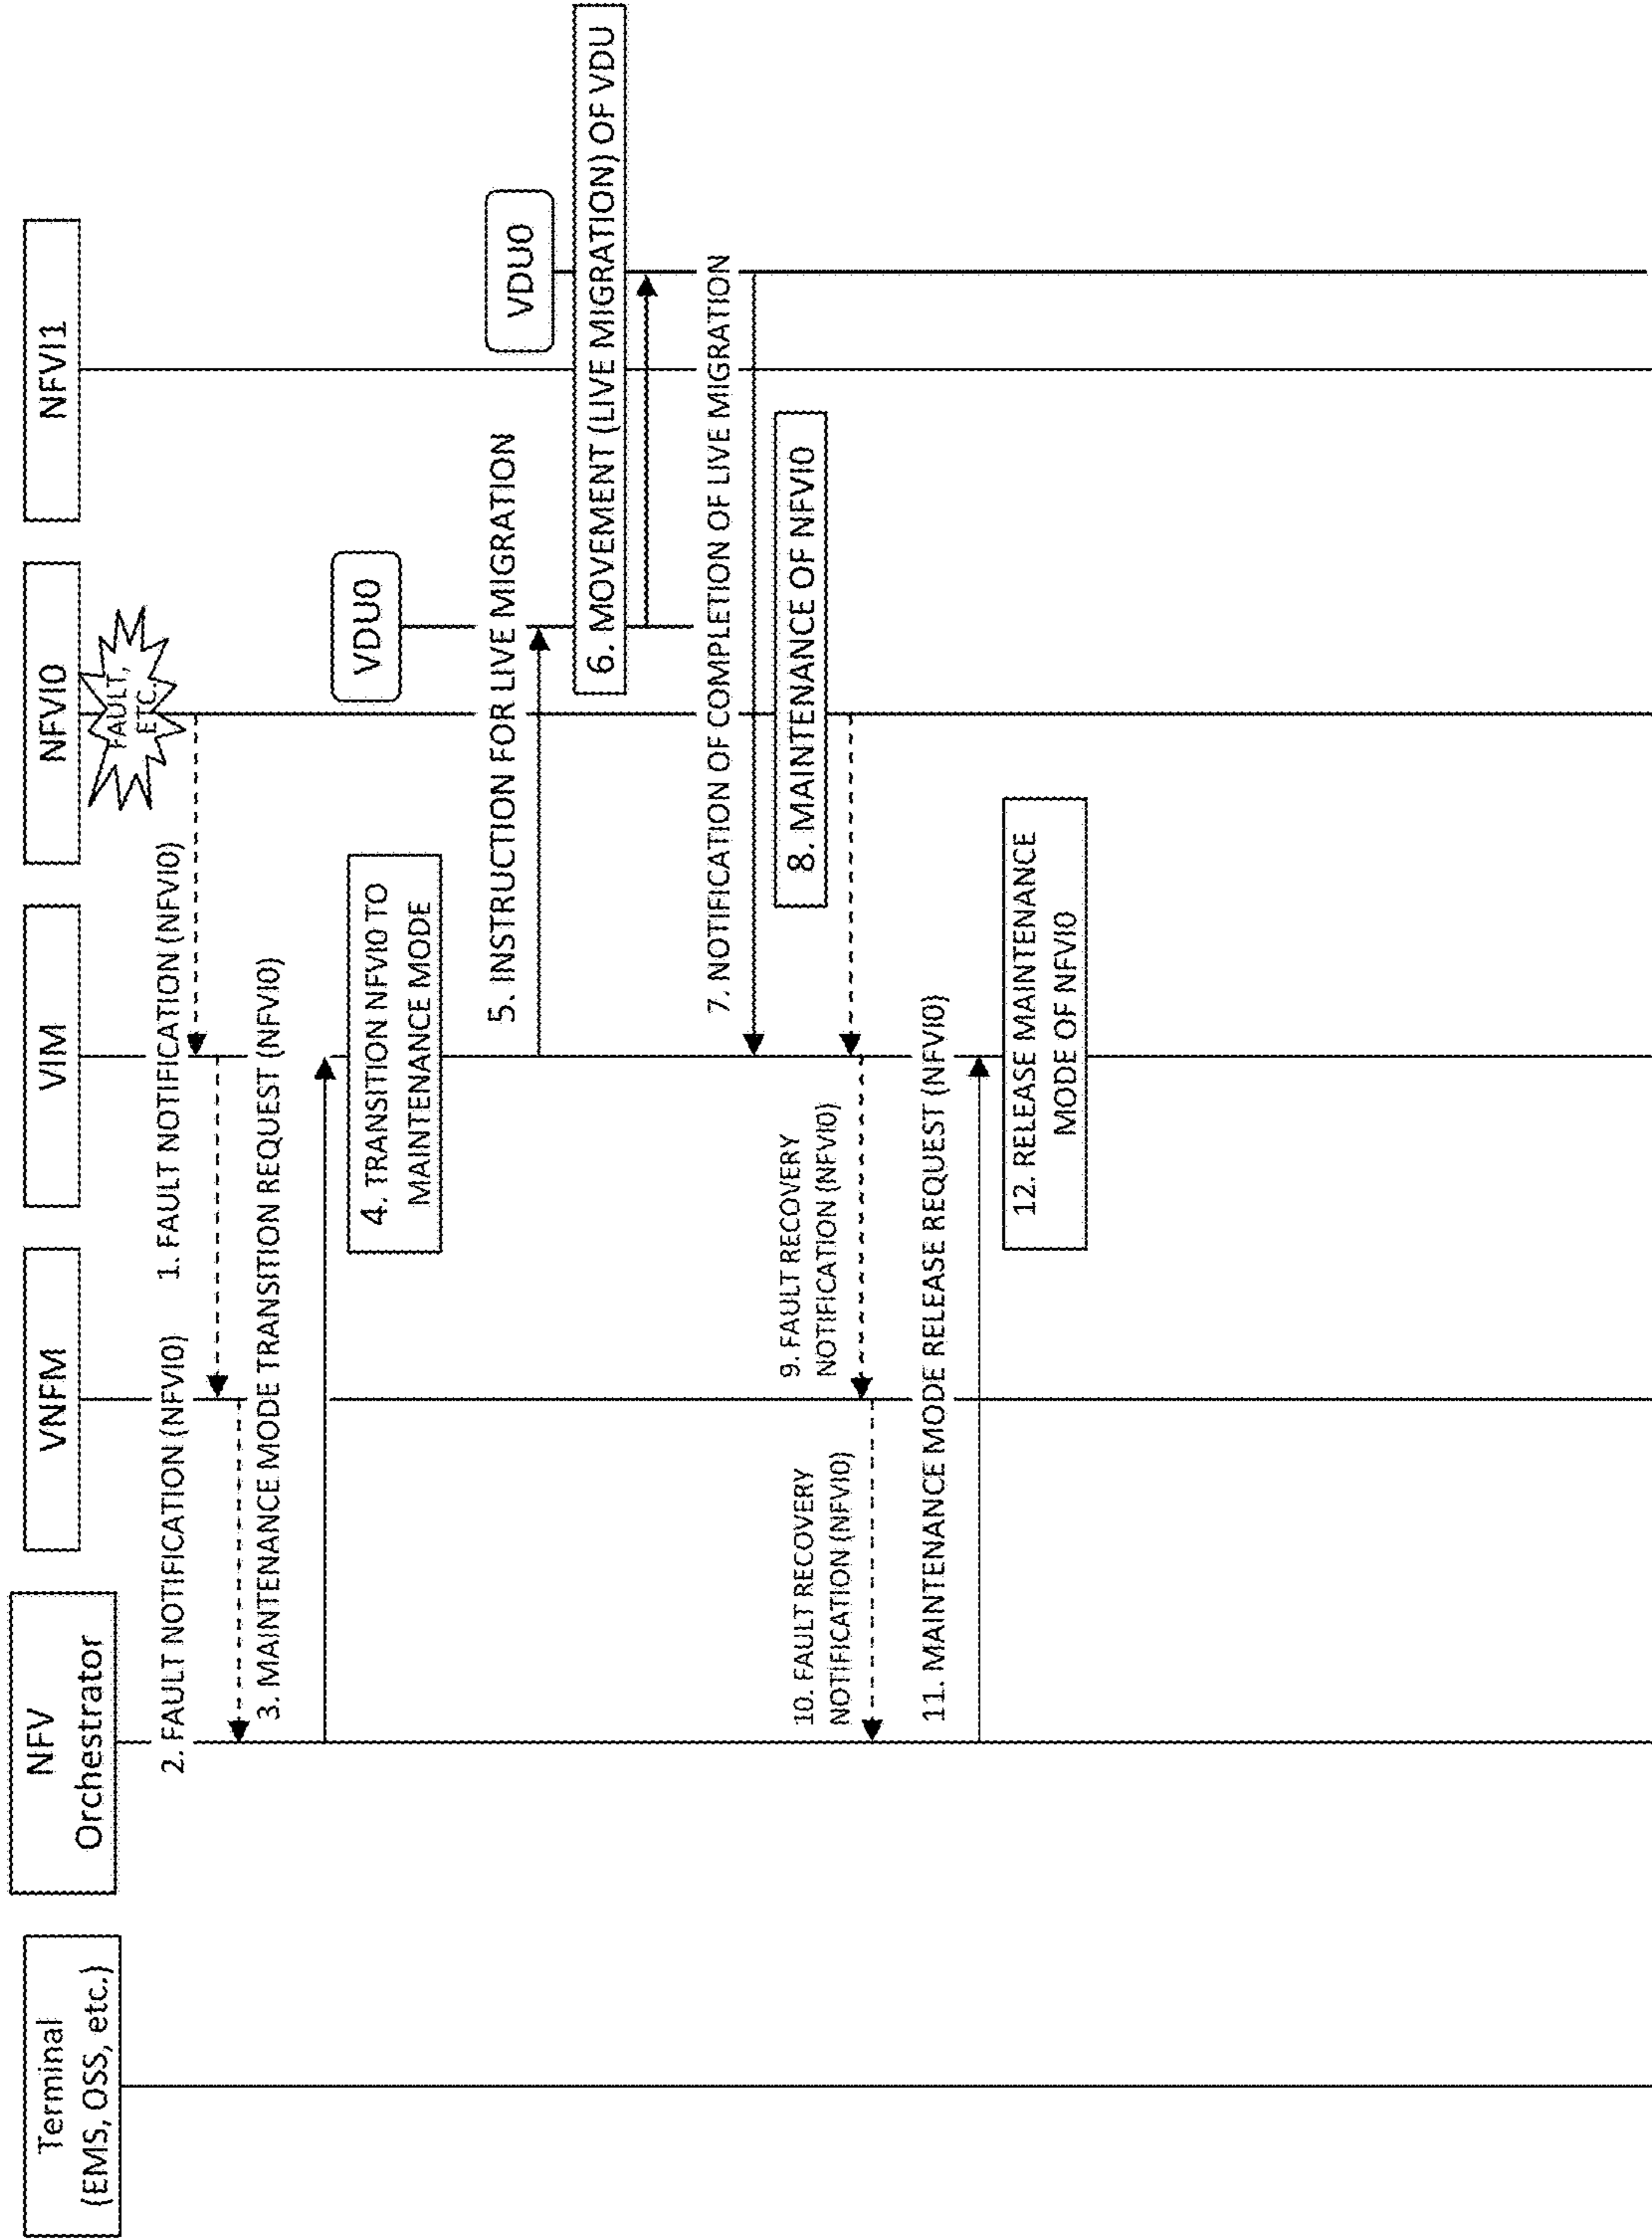 Terminal
(EMS, OSS, etc.)
NFV
Orchestrator
VNFM
VIM
NFVI0
NFVI1
FAULT,
ETC.
1. FAULT NOTIFICATION (NFVI0)
2. FAULT NOTIFICATION (NFVI0)
3. MAINTENANCE MODE TRANSITION REQUEST (NFVI0)
VDU0
4. TRANSITION NFVI0 TO
MAINTENANCE MODE
5. INSTRUCTION FOR LIVE MIGRATION
VDU0
6. MOVEMENT (LIVE MIGRATION) OF VDU
7. NOTIFICATION OF COMPLETION OF LIVE MIGRATION
8. MAINTENANCE OF NFVI0
9. FAULT RECOVERY
NOTIFICATION (NFVI0)
10. FAULT RECOVERY
NOTIFICATION (NFVI0)
11. MAINTENANCE MODE RELEASE REQUEST (NFVI0)
12. RELEASE MAINTENANCE
MODE OF NFVI0